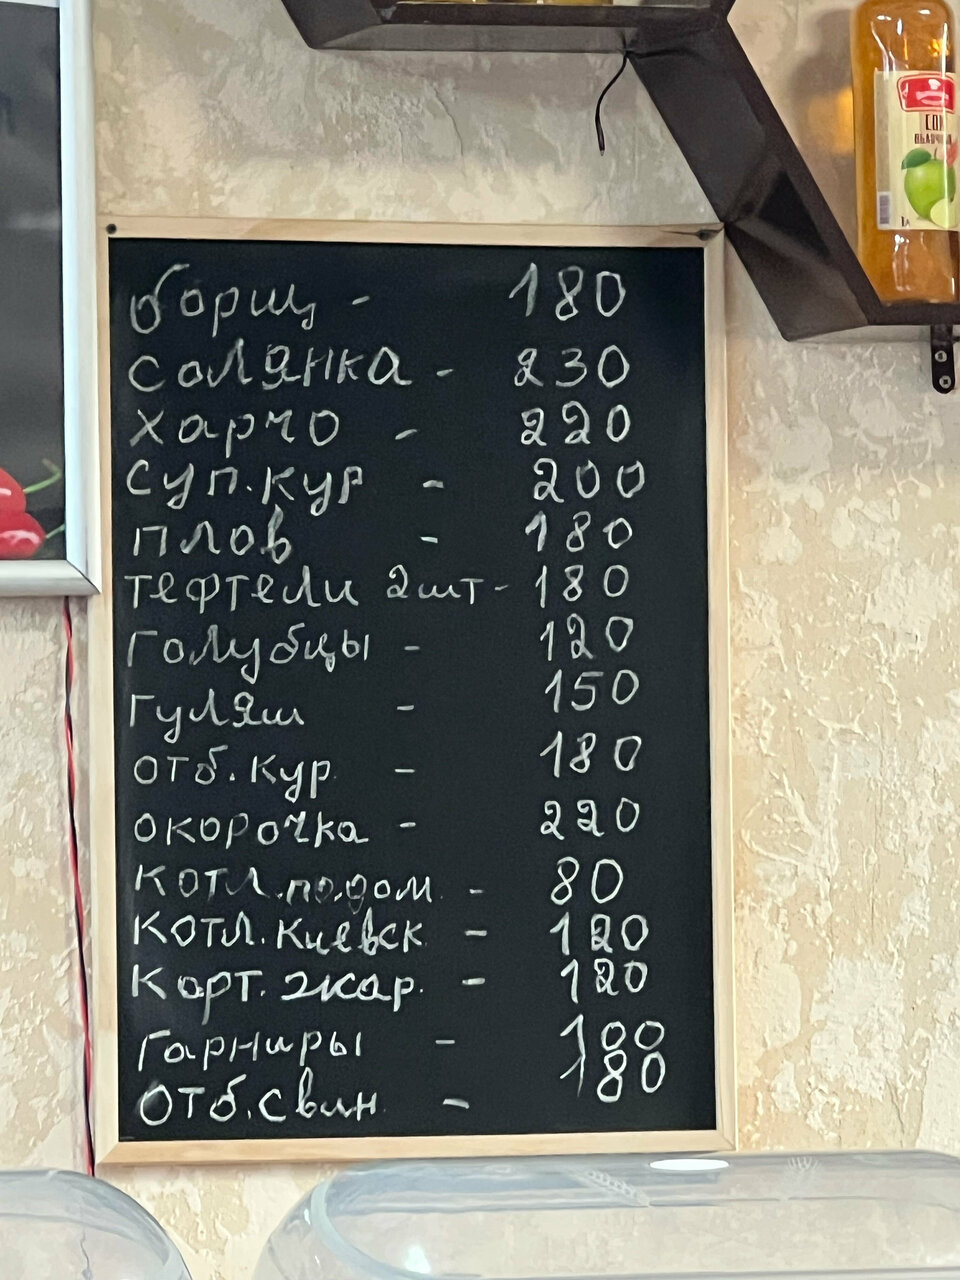 борщ - 180
солянка - 230
харчо - 220
суп.кур - 200
плов - 180
тефтели 2шт - 180
голубцы - 120
гуляш - 150
отб.кур. - 180
окорочка - 220
котл.по.дом. - 80
котл.киевск - 120
карт.жар. - 120
гарниры - 100
отб.свин - 180
СОК
1л